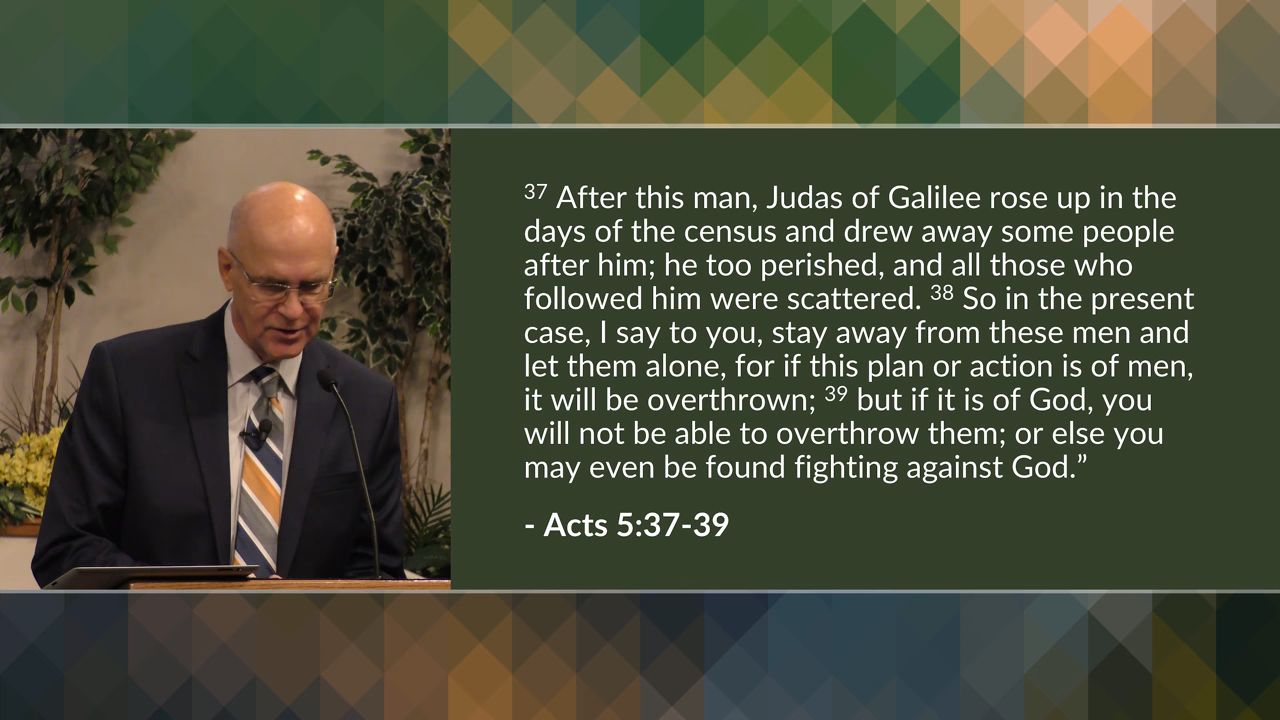 37 After this man, Judas of Galilee rose up in the
days of the census and drew away some people
after him; he too perished, and all those who
followed him were scattered. 38 So in the present
case, I say to you, stay away from these men and
let them alone, for if this plan or action is of men,
it will be overthrown; 39 but if it is of God, you
will not be able to overthrow them; or else you
may even be found fighting against God.”
- Acts 5:37-39